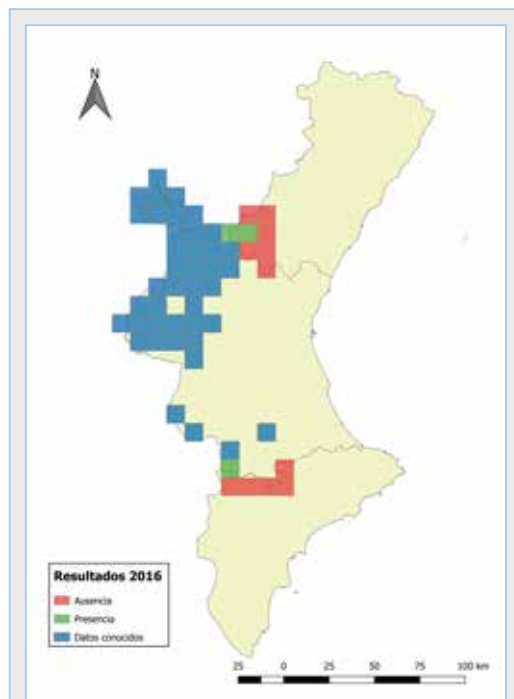 N
Resultados 2016
Ausencia
Presencia
Datos conocidos
25 0 25 50 75 100 km